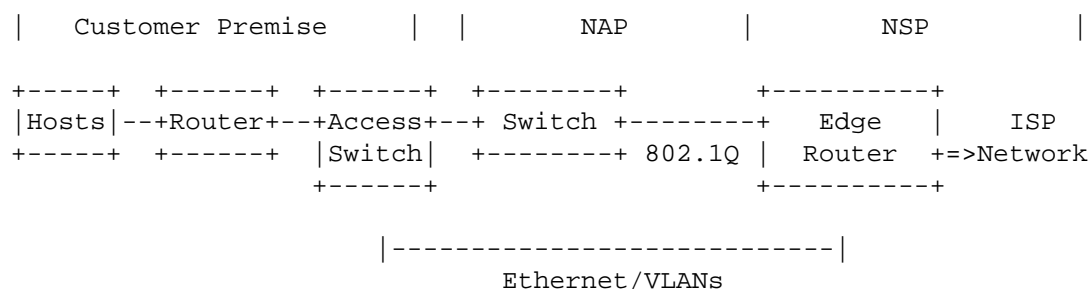 |   Customer Premise     | |       NAP       |        NSP         |
+-----+  +------+  +------+  +--------+        +----------+
|Hosts|--+Router+--+Access+--+ Switch +--------+   Edge   |    ISP
+-----+  +------+  |Switch|  +--------+ 802.1Q |  Router  +=>Network
+------+                    +----------+
|---------------------------|
Ethernet/VLANs